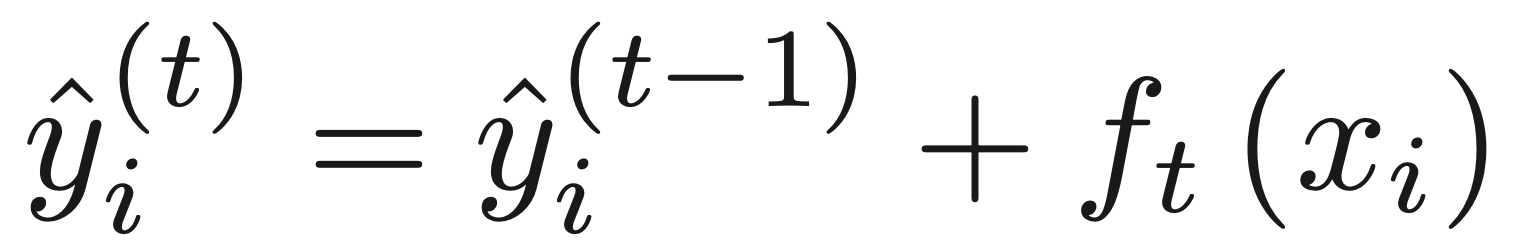 ŷ_i^{(t)} = ŷ_i^{(t-1)} + f_t(x_i)